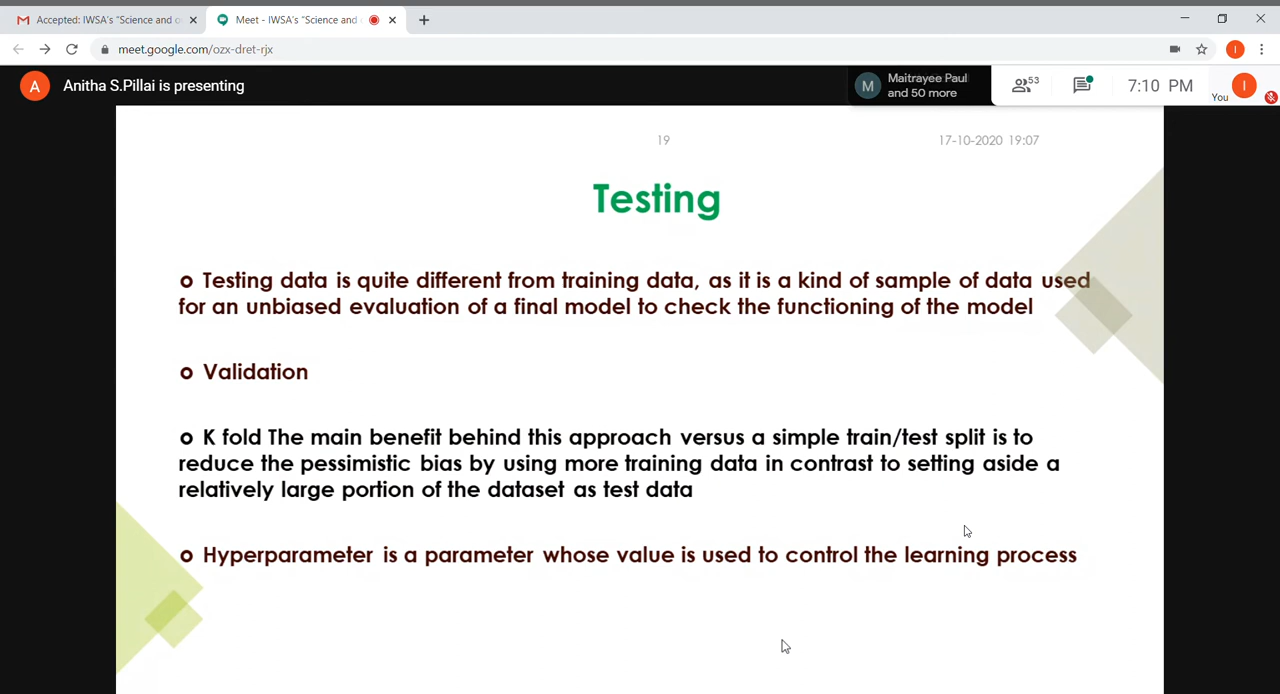 Accepted: IWSA's "Science and o
Meet - IWSA's "Science and
meet.google.com/ozx-dret-rjx
I
A
Anitha S.Pillai is presenting
M
Maitrayee Paul
and 50 more
53
7:10 PM
You
I
19
17-10-2020 19:07
Testing
Testing data is quite different from training data, as it is a kind of sample of data used
for an unbiased evaluation of a final model to check the functioning of the model
Validation
K fold The main benefit behind this approach versus a simple train/test split is to
reduce the pessimistic bias by using more training data in contrast to setting aside a
relatively large portion of the dataset as test data
Hyperparameter is a parameter whose value is used to control the learning process